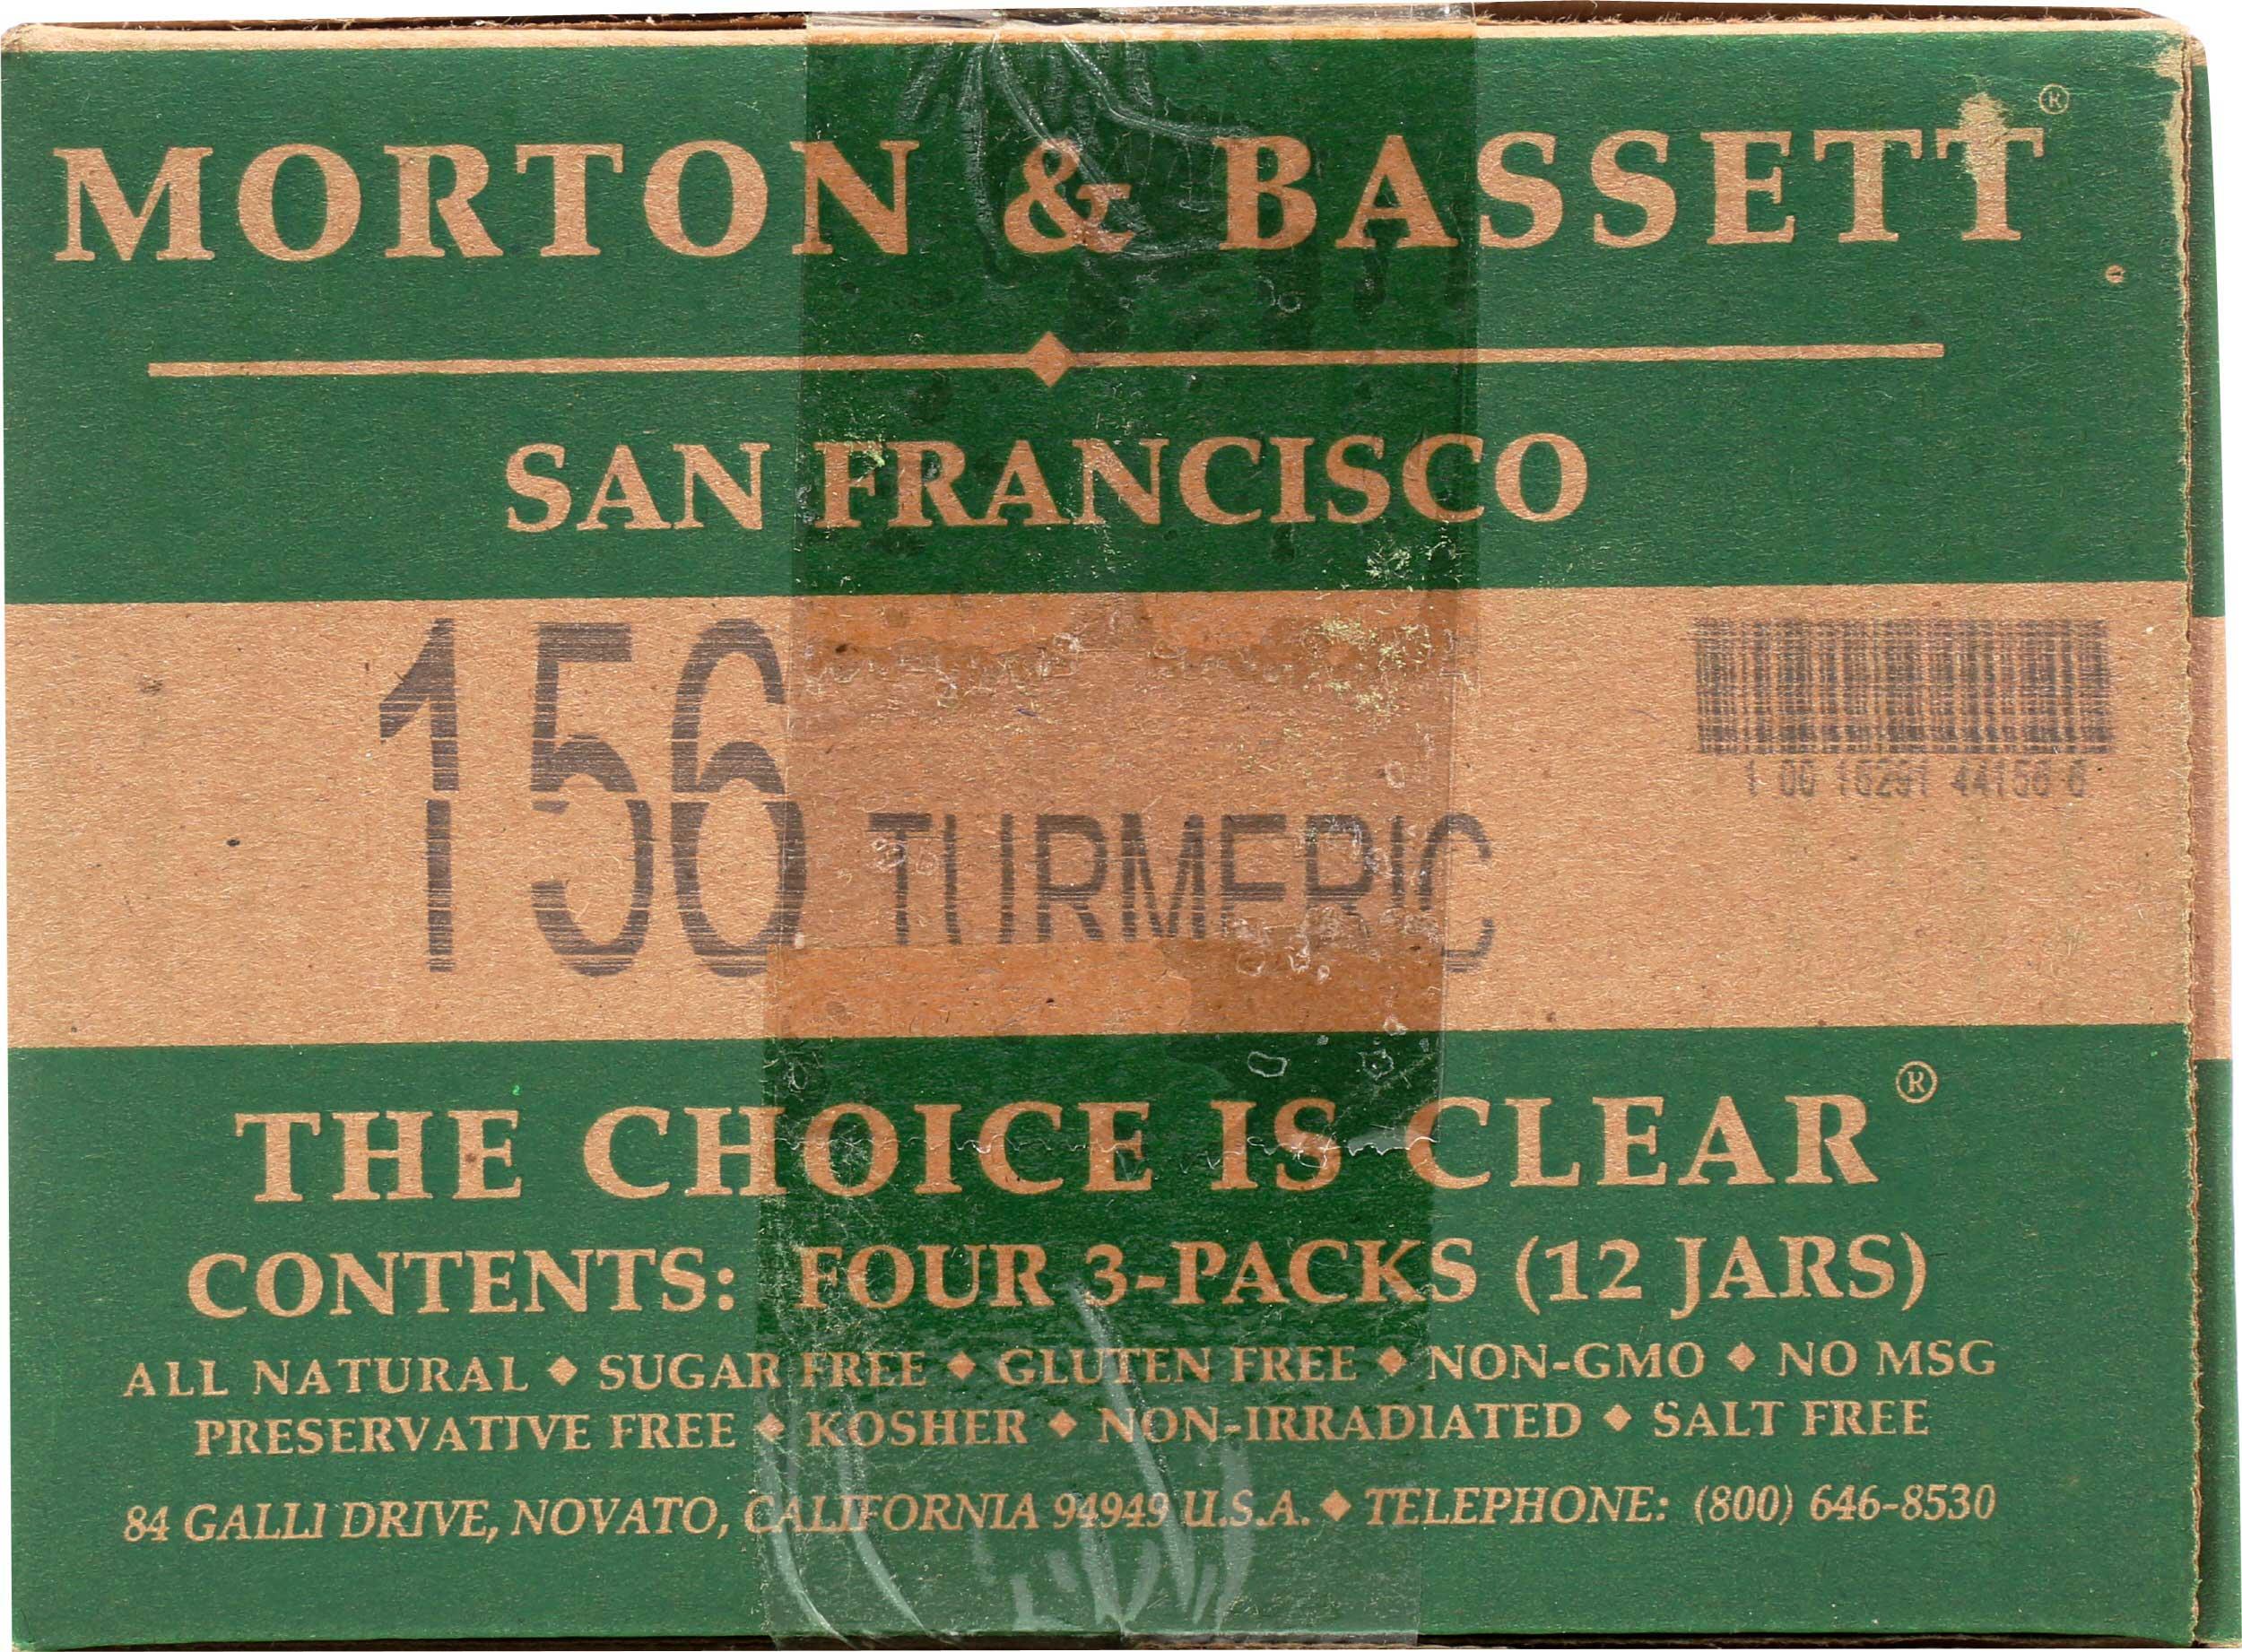 MORTON & BASSETT®
SAN FRANCISCO
156 TURMERIC
1 00 16291 44156 6
THE CHOICE IS CLEAR®
CONTENTS: FOUR 3-PACKS (12 JARS)
ALL NATURAL ◆ SUGAR FREE ◆ GLUTEN FREE ◆ NON-GMO ◆ NO MSG
PRESERVATIVE FREE ◆ KOSHER ◆ NON-IRRADIATED ◆ SALT FREE
84 GALLI DRIVE, NOVATO, CALIFORNIA 94949 U.S.A. ◆ TELEPHONE: (800) 646-8530